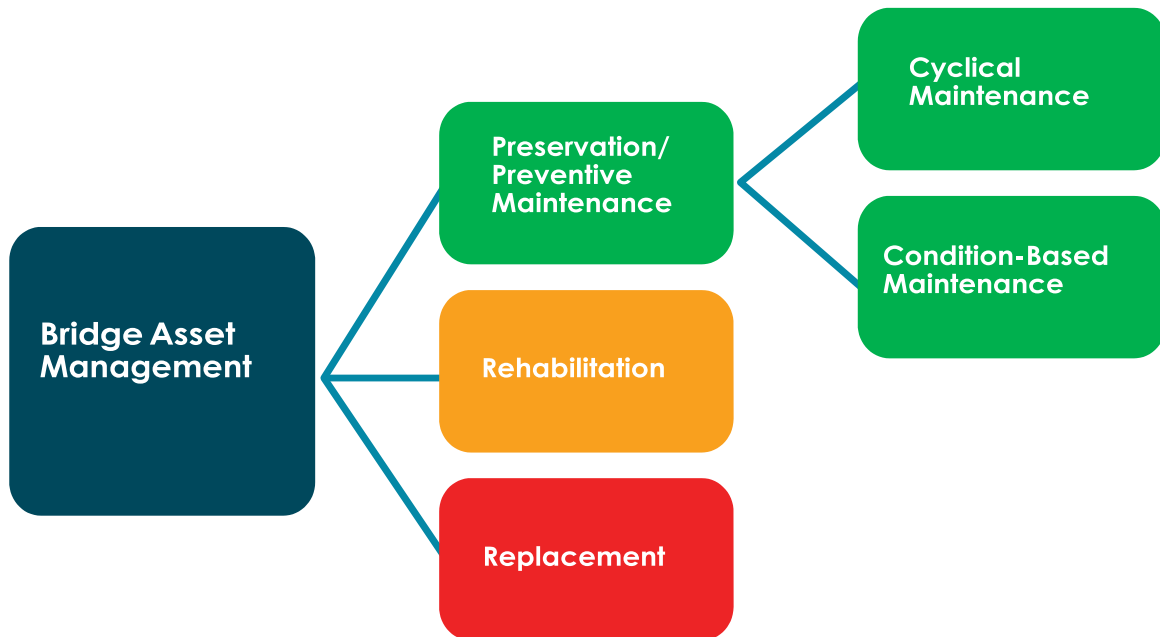 Bridge Asset
Management
Preservation/
Preventive
Maintenance
Rehabilitation
Replacement
Cyclical
Maintenance
Condition-Based
Maintenance